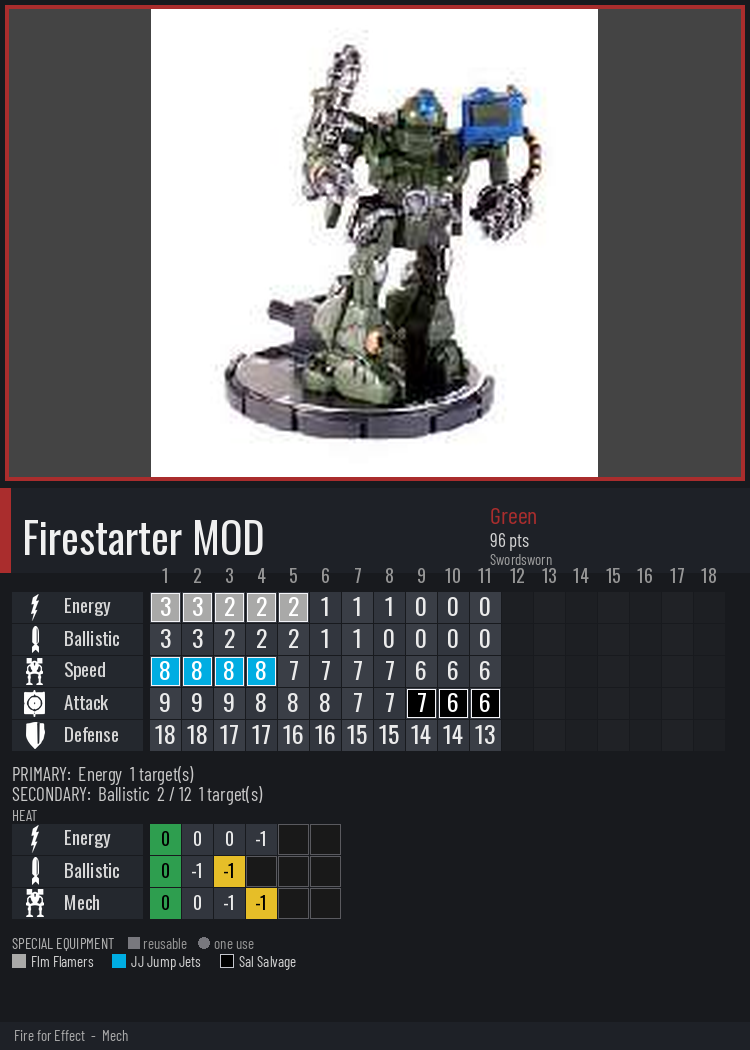 Firestarter MOD
Green
96 pts
Swordsworn
1 2 3 4 5 6 7 8 9 10 11 12 13 14 15 16 17 18
Energy 3 3 2 2 2 1 1 1 0 0 0
Ballistic 3 3 2 2 2 1 1 0 0 0 0
Speed 8 8 8 8 7 7 7 7 6 6 6
Attack 9 9 9 8 8 8 7 7 7 6 6
Defense 18 18 17 17 16 16 15 15 14 14 13
PRIMARY: Energy 1 target(s)
SECONDARY: Ballistic 2 / 12 1 target(s)
HEAT
Energy 0 0 0 -1
Ballistic 0 -1 -1
Mech 0 0 -1 -1
SPECIAL EQUIPMENT reusable one use
Flm Flamers JJ Jump Jets Sal Salvage
Fire for Effect - Mech